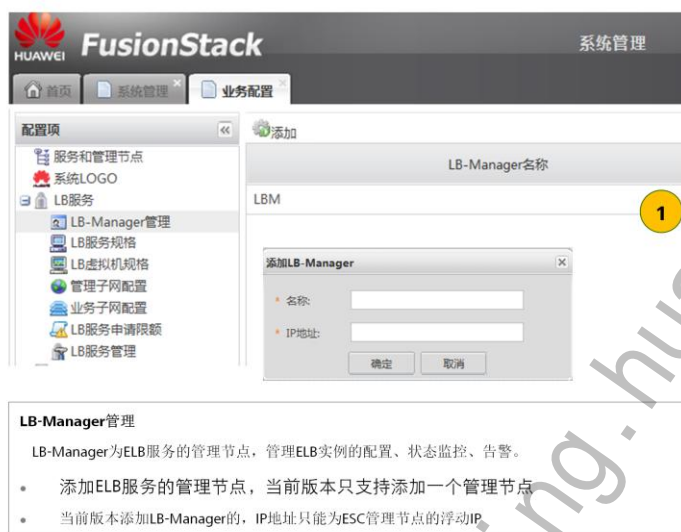 HUAWEI
FusionStack
系统管理
首页
系统管理
业务配置
配置项
添加
服务和管理节点
系统LOGO
LB服务
LB-Manager管理
LB服务规格
LB虚拟机规格
管理子网配置
业务子网配置
LB服务申请限额
LB服务管理
LB-Manager名称
LBM
1
添加LB-Manager
* 名称:
* IP地址:
确定 取消
LB-Manager管理
LB-Manager为ELB服务的管理节点，管理ELB实例的配置、状态监控、告警。
• 添加ELB服务的管理节点，当前版本只支持添加一个管理节点
• 当前版本添加LB-Manager的，IP地址只能为ESC管理节点的浮动IP
ing.hu